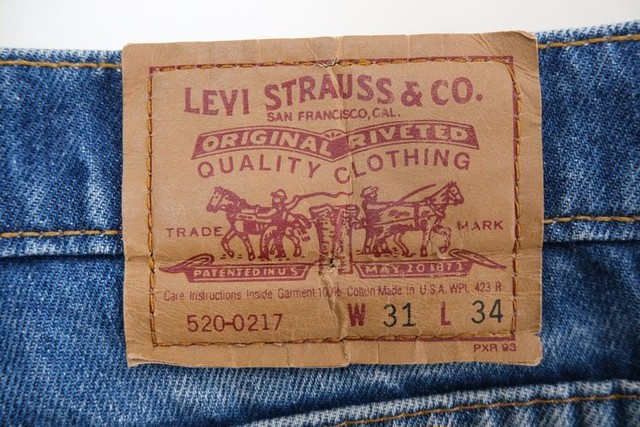 LEVI STRAUSS & CO.
SAN FRANCISCO, CAL.
ORIGINAL RIVETED
QUALITY CLOTHING
TRADE MARK
PATENTED IN U S MAY 20 1873
Care Instructions Inside Garment 100% Cotton Made in U.S.A. WPL 423 R
520-0217 W 31 L 34
PXR 93